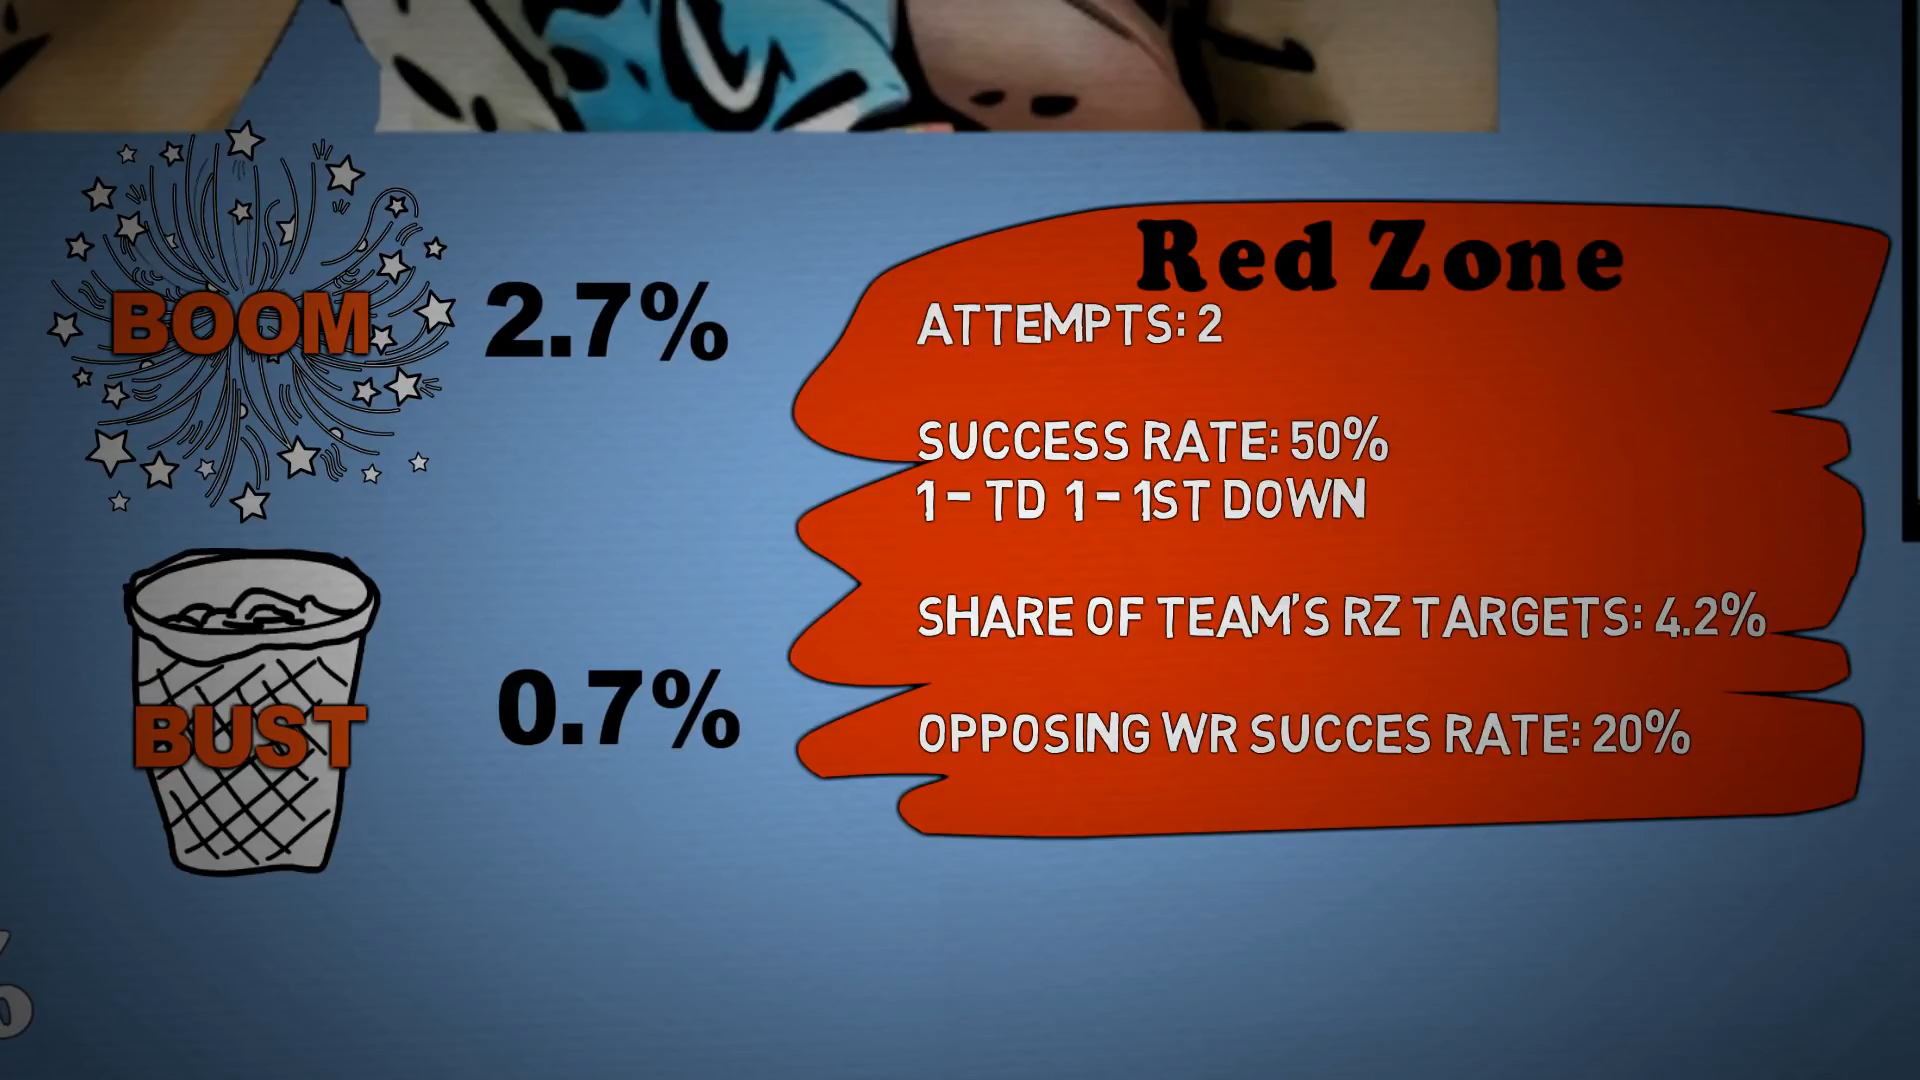 BOOM
2.7%
BUST
0.7%
Red Zone
ATTEMPTS: 2
SUCCESS RATE: 50%
1 - TD 1 - 1ST DOWN
SHARE OF TEAM'S RZ TARGETS: 4.2%
OPPOSING WR SUCCES RATE: 20%
%